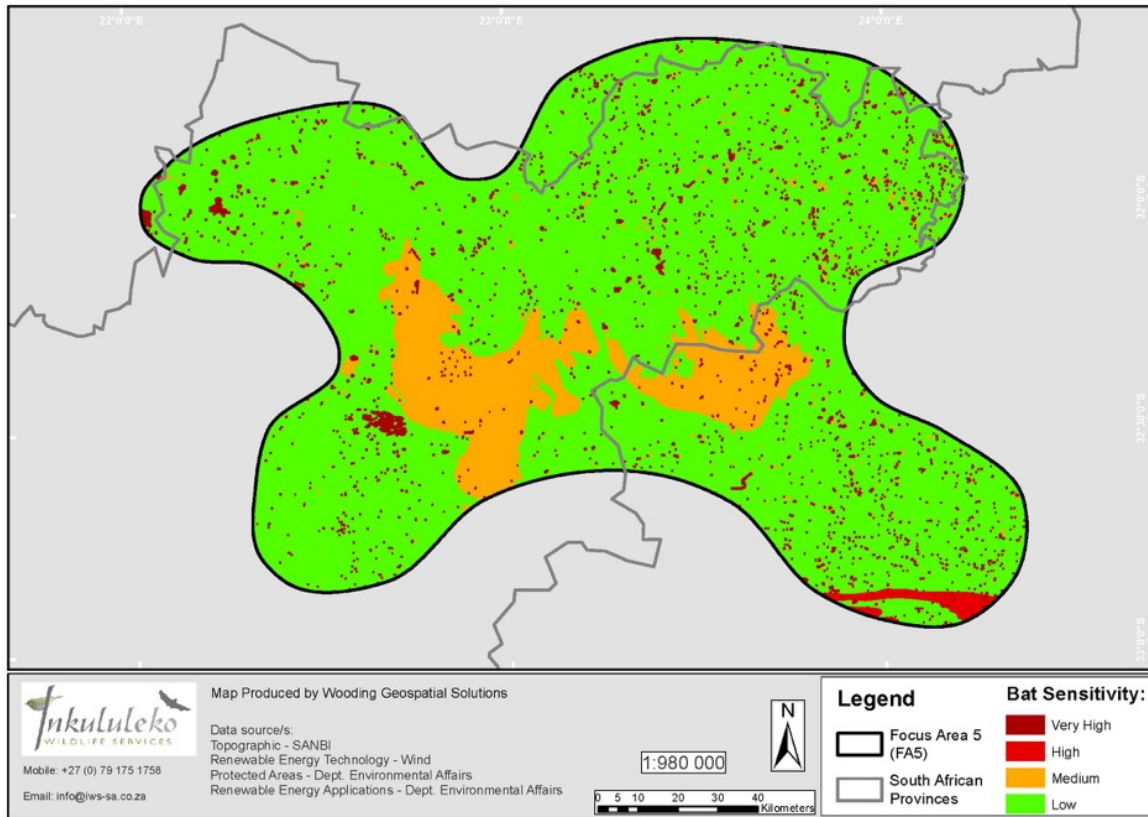 22°0'0"E
23°0'0"E
24°0'0"E
32°0'0"S
32°30'0"S
33°0'0"S
Inkululeko
WILDLIFE SERVICES
Mobile: +27 (0) 79 175 1758
Email: info@iws-sa.co.za
Map Produced by Wooding Geospatial Solutions
Data source/s:
Topographic - SANBI
Renewable Energy Technology - Wind
Protected Areas - Dept. Environmental Affairs
Renewable Energy Applications - Dept. Environmental Affairs
1:980 000
N
0 5 10 20 30 40
Kilometers
Legend
Focus Area 5
(FA5)
South African
Provinces
Bat Sensitivity:
Very High
High
Medium
Low